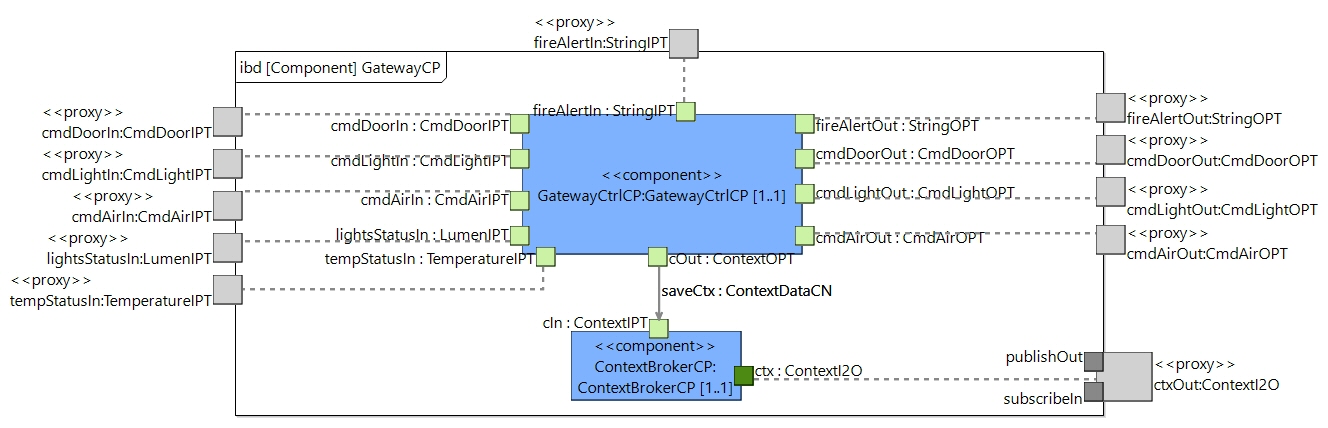 <<proxy>>
fireAlertIn:StringIPT
ibd [Component] GatewayCP
<<proxy>>
cmdDoorIn:CmdDoorIPT
<<proxy>>
cmdLightIn:CmdLightIPT
<<proxy>>
cmdAirIn:CmdAirIPT
<<proxy>>
lightsStatusIn:LumenIPT
<<proxy>>
tempStatusIn:TemperatureIPT
fireAlertIn : StringIPT
cmdDoorIn : CmdDoorIPT
cmdLightIn : CmdLightIPT
cmdAirIn : CmdAirIPT
lightsStatusIn : LumenIPT
tempStatusIn : TemperatureIPT
<<component>>
GatewayCtrlCP:GatewayCtrlCP [1..1]
fireAlertOut : StringOPT
cmdDoorOut : CmdDoorOPT
cmdLightOut : CmdLightOPT
cmdAirOut : CmdAirOPT
cOut : ContextOPT
<<proxy>>
fireAlertOut:StringOPT
<<proxy>>
cmdDoorOut:CmdDoorOPT
<<proxy>>
cmdLightOut:CmdLightOPT
<<proxy>>
cmdAirOut:CmdAirOPT
saveCtx : ContextDataCN
cIn : ContextIPT
<<component>>
ContextBrokerCP:
ContextBrokerCP [1..1]
ctx : ContextI2O
publishOut
subscribeIn
<<proxy>>
ctxOut:ContextI2O